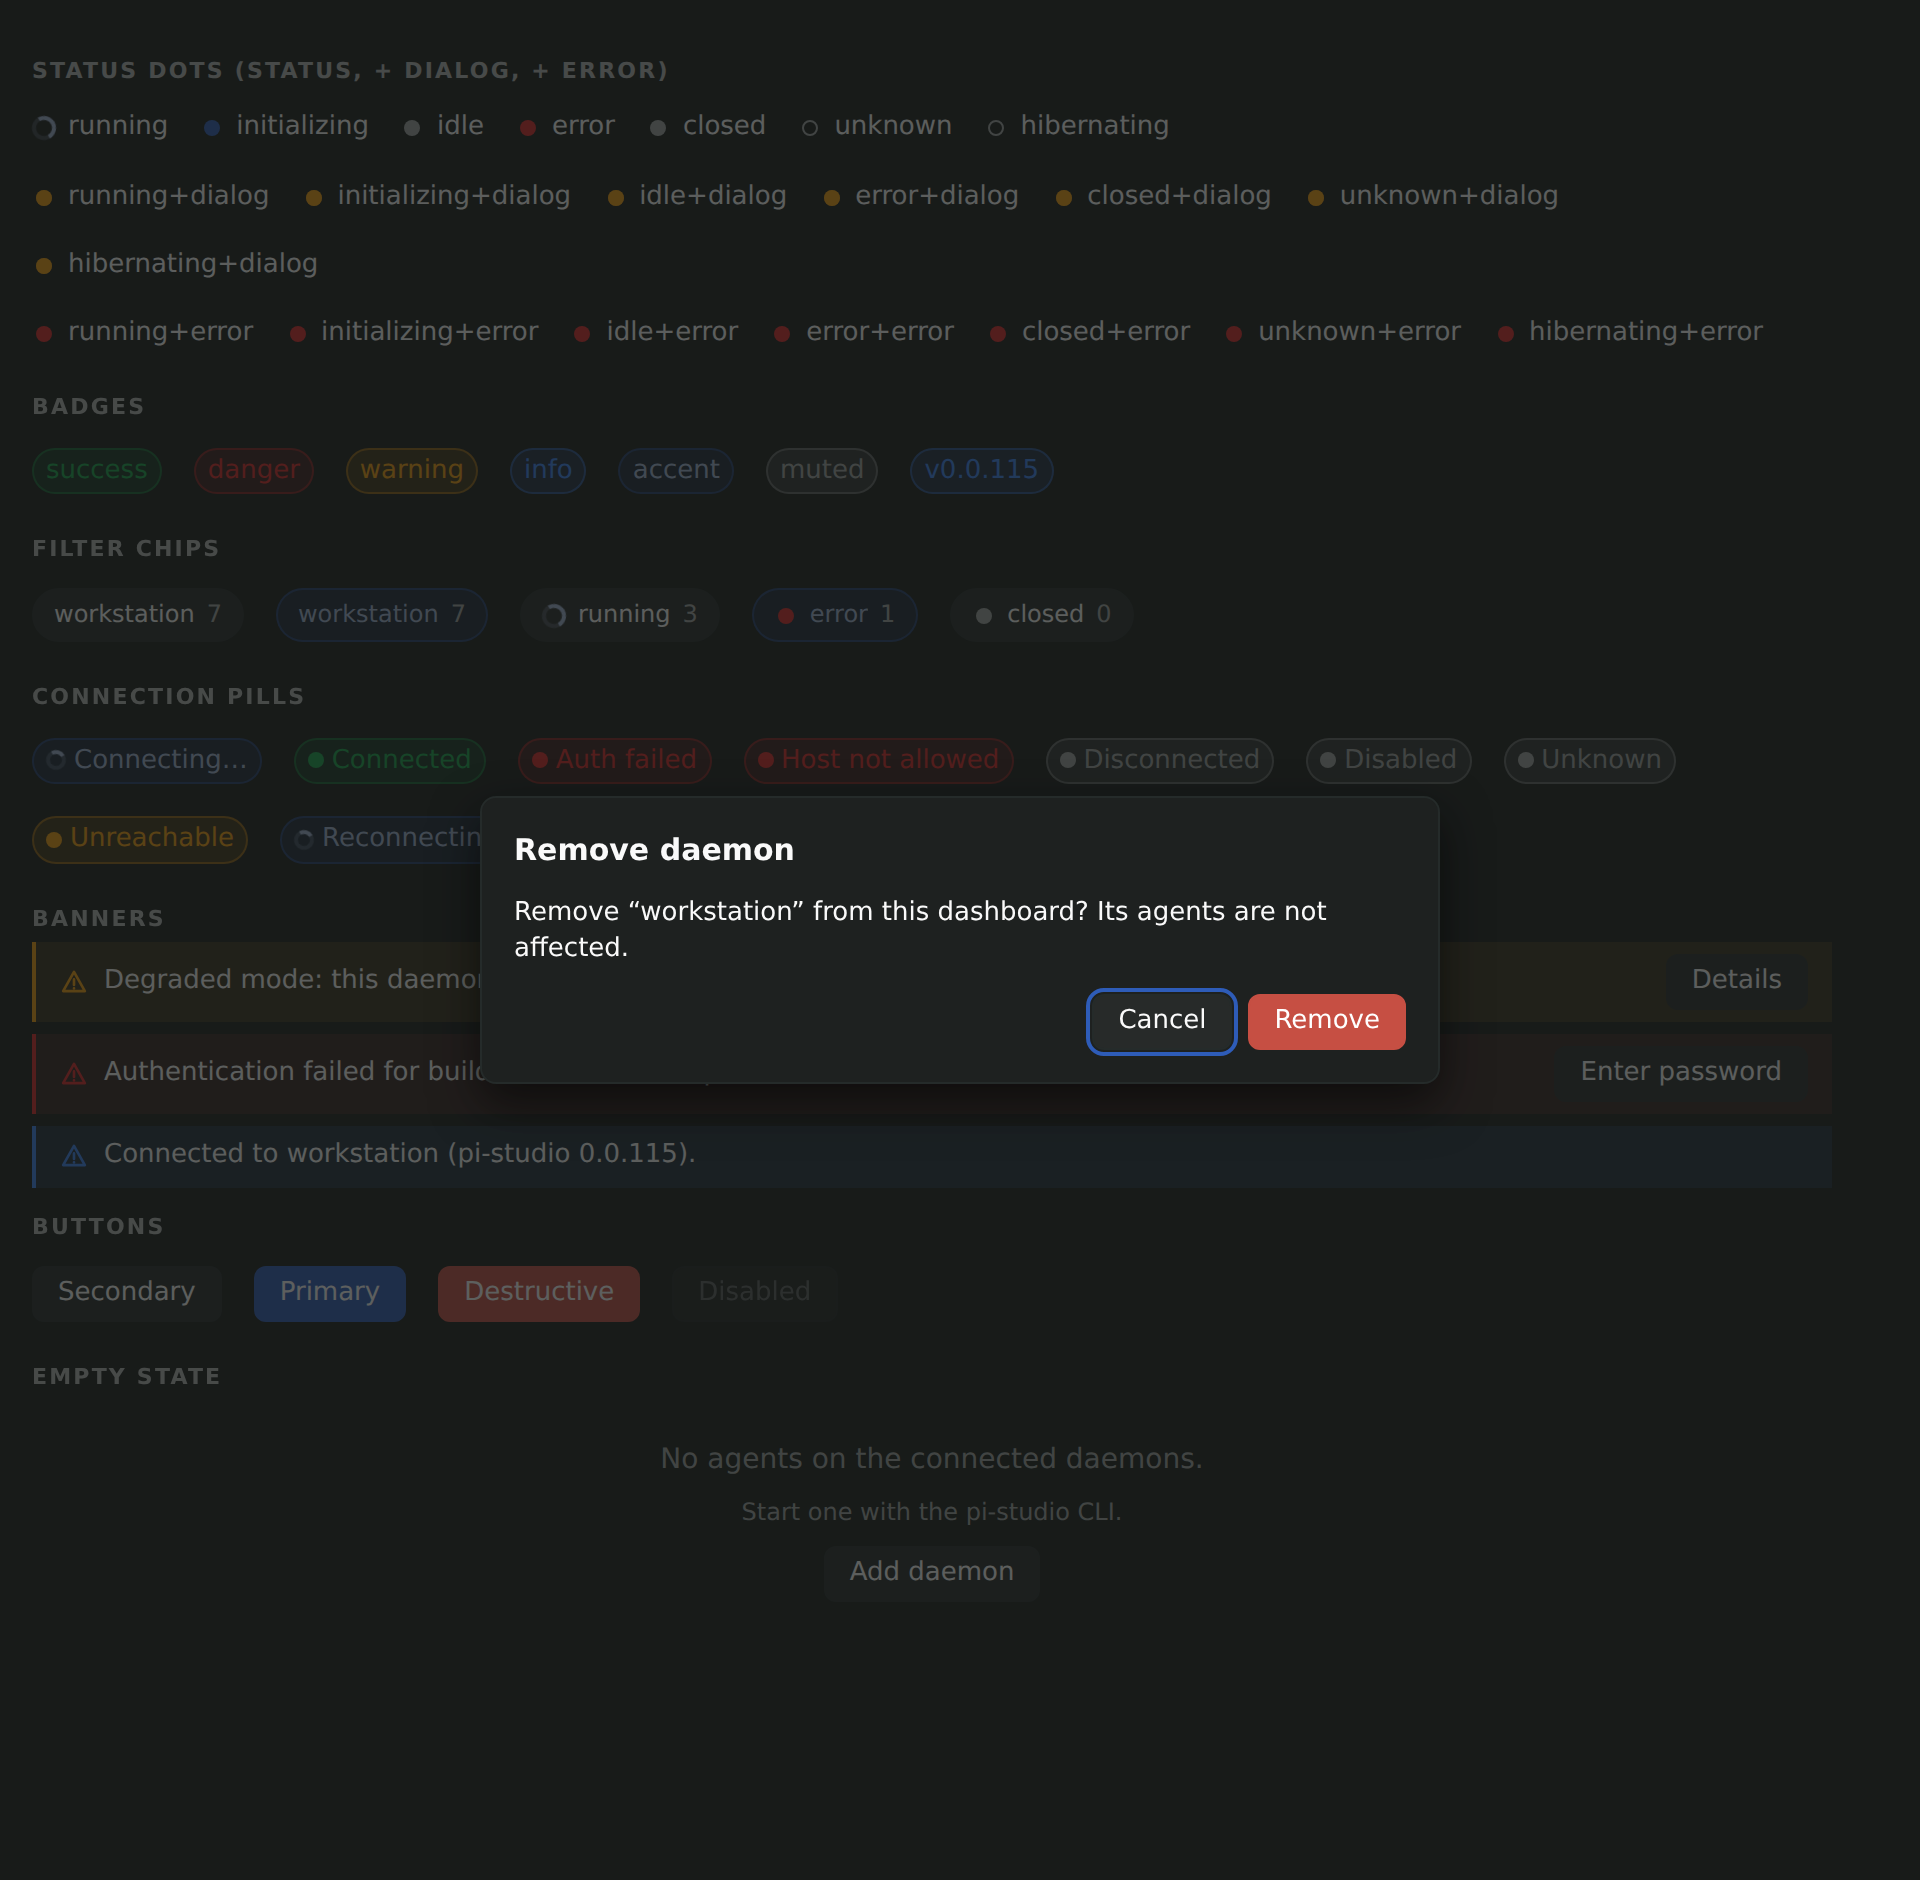 STATUS DOTS (STATUS, + DIALOG, + ERROR)
running initializing idle error closed unknown hibernating
running+dialog initializing+dialog idle+dialog error+dialog closed+dialog unknown+dialog
hibernating+dialog
running+error initializing+error idle+error error+error closed+error unknown+error hibernating+error
BADGES
success danger warning info accent muted v0.0.115
FILTER CHIPS
workstation 7 workstation 7 running 3 error 1 closed 0
CONNECTION PILLS
Connecting… Connected Auth failed Host not allowed Disconnected Disabled Unknown
Unreachable
Remove daemon
Remove “workstation” from this dashboard? Its agents are not
affected.
Cancel Remove
BANNERS
Degraded mode: this Details
Authentication failed for Enter password
Connected to workstation (pi-studio 0.0.115).
BUTTONS
Secondary Primary Destructive Disabled
EMPTY STATE
No agents on the connected daemons.
Start one with the pi-studio CLI.
Add daemon